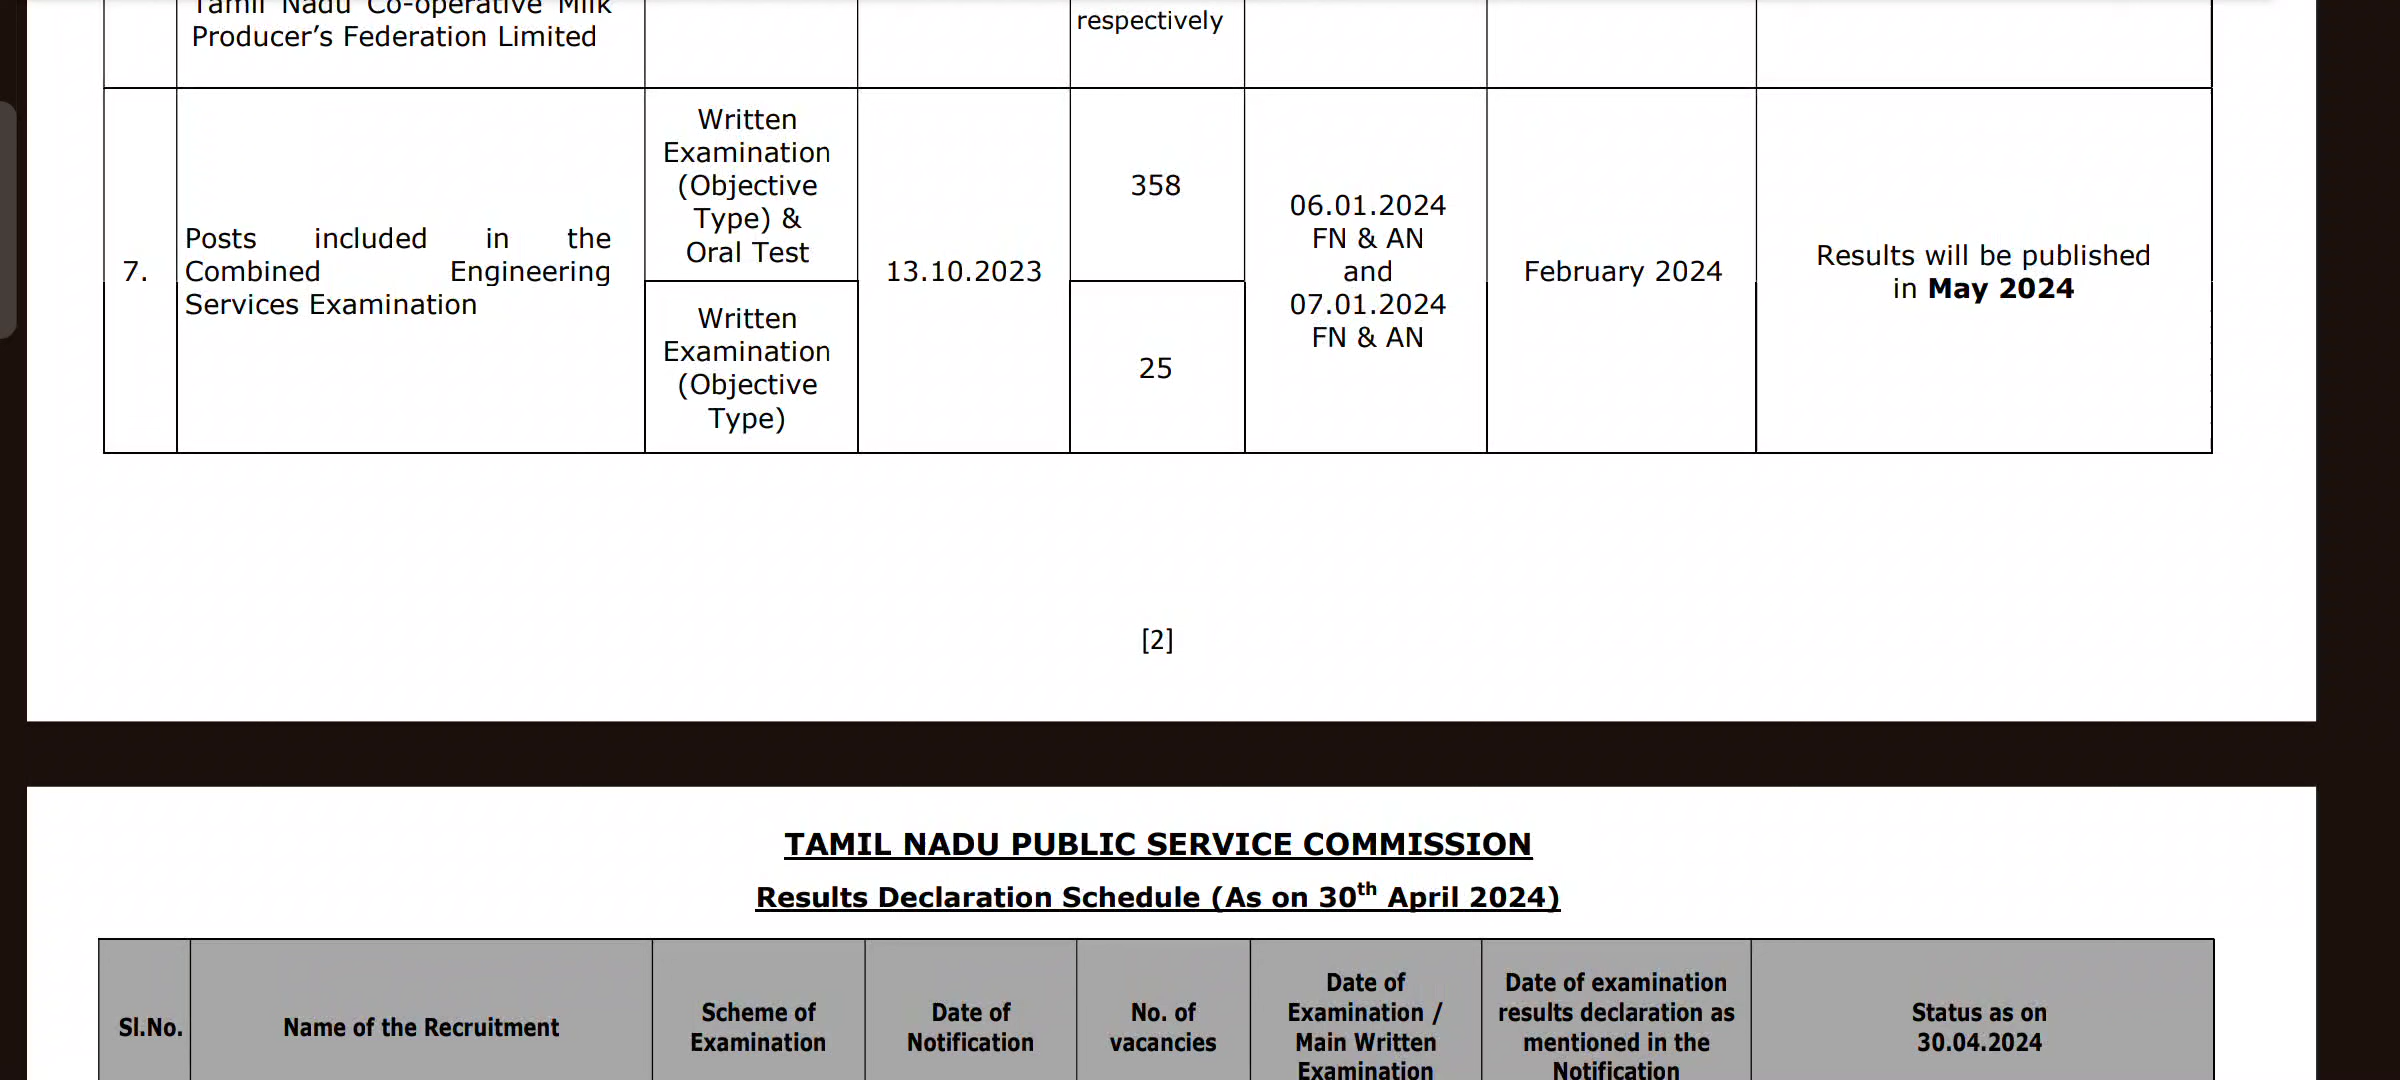 Tamil Nadu Co-operative Milk
Producer’s Federation Limited
respectively
7.
Posts included in the
Combined Engineering
Services Examination
Written
Examination
(Objective
Type) &
Oral Test
Written
Examination
(Objective
Type)
13.10.2023
358
25
06.01.2024
FN & AN
and
07.01.2024
FN & AN
February 2024
Results will be published
in May 2024
[2]
TAMIL NADU PUBLIC SERVICE COMMISSION
Results Declaration Schedule (As on 30th April 2024)
Sl.No.
Name of the Recruitment
Scheme of
Examination
Date of
Notification
No. of
vacancies
Date of
Examination /
Main Written
Examination
Date of examination
results declaration as
mentioned in the
Notification
Status as on
30.04.2024